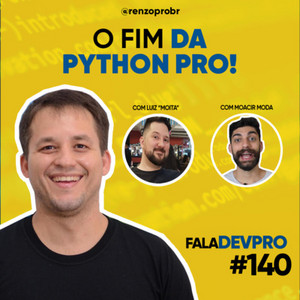 @renzoprobr
O FIM DA
PYTHON PRO!
COM LUIZ "MOITA"
COM MOACIR MODA
FALADEVPRO
#140